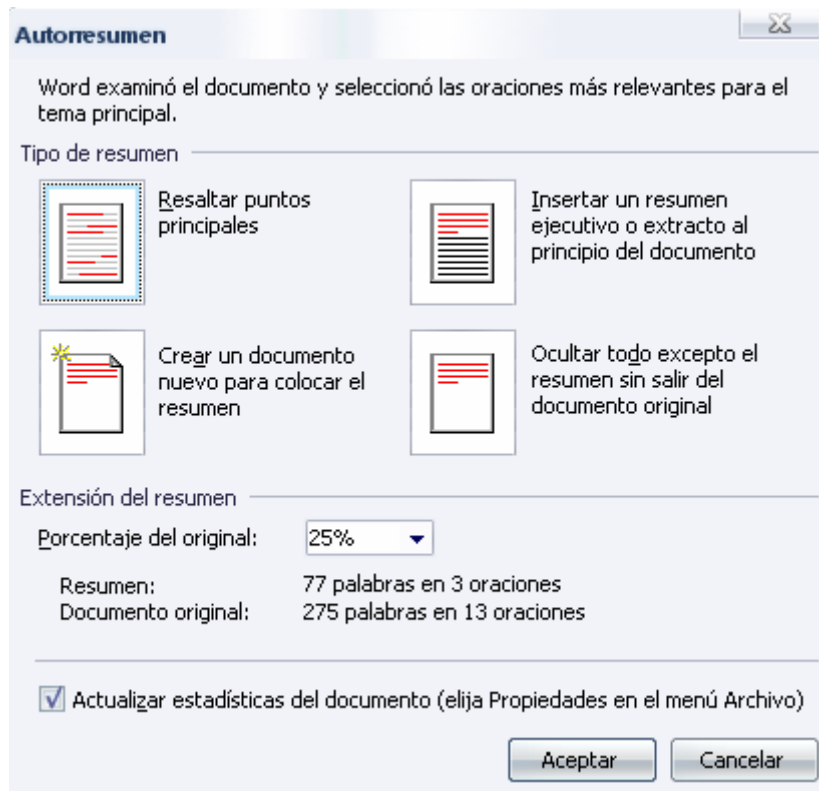 Autorresumen
Word examinó el documento y seleccionó las oraciones más relevantes para el
tema principal.
Tipo de resumen
Resaltar puntos
principales
Insertar un resumen
ejecutivo o extracto al
principio del documento
Crear un documento
nuevo para colocar el
resumen
Ocultar todo excepto el
resumen sin salir del
documento original
Extensión del resumen
Porcentaje del original: 25%
Resumen: 77 palabras en 3 oraciones
Documento original: 275 palabras en 13 oraciones
Actualizar estadísticas del documento (elija Propiedades en el menú Archivo)
Aceptar Cancelar